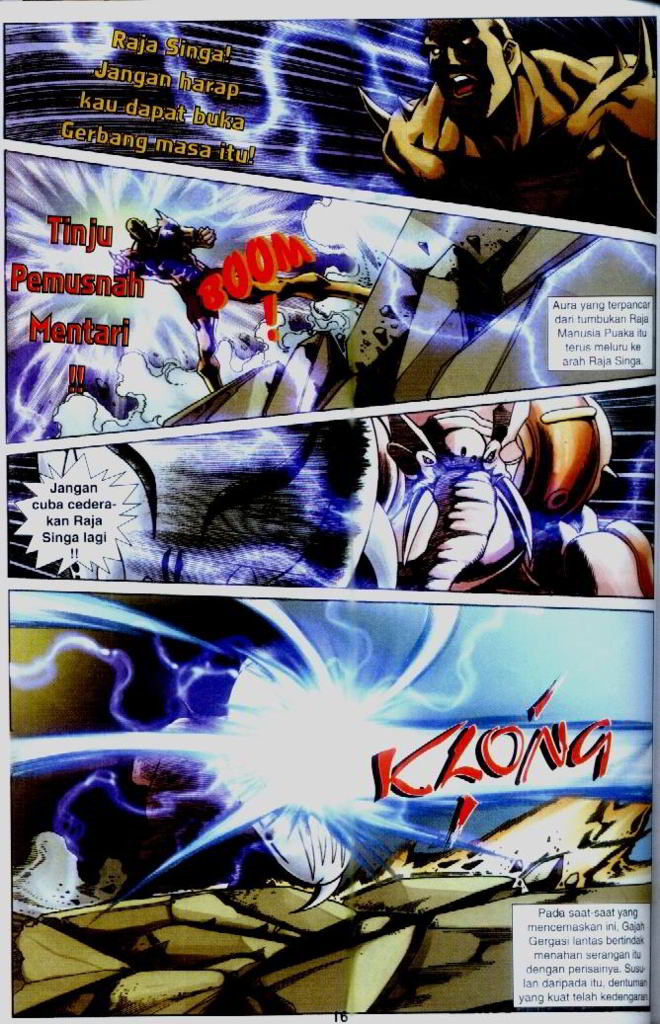 Raja Singa!
Jangan harap
kau dapat buka
Gerbang masa itu!
Tinju
Pemusnah
Mentari
!!
BOOM
!
Aura yang terpancar
dari tumbukan Raja
Manusia Puaka itu
terus meluru ke
arah Raja Singa.
Jangan
cuba cedera-
kan Raja
Singa lagi
!!
KLONG
!
Pada saat-saat yang
mencemaskan ini, Gajah
Gergasi lantas bertindak
menahan serangan itu
dengan perisainya. Susu-
lan daripada itu, dentuman
yang kuat telah kedengaran
16